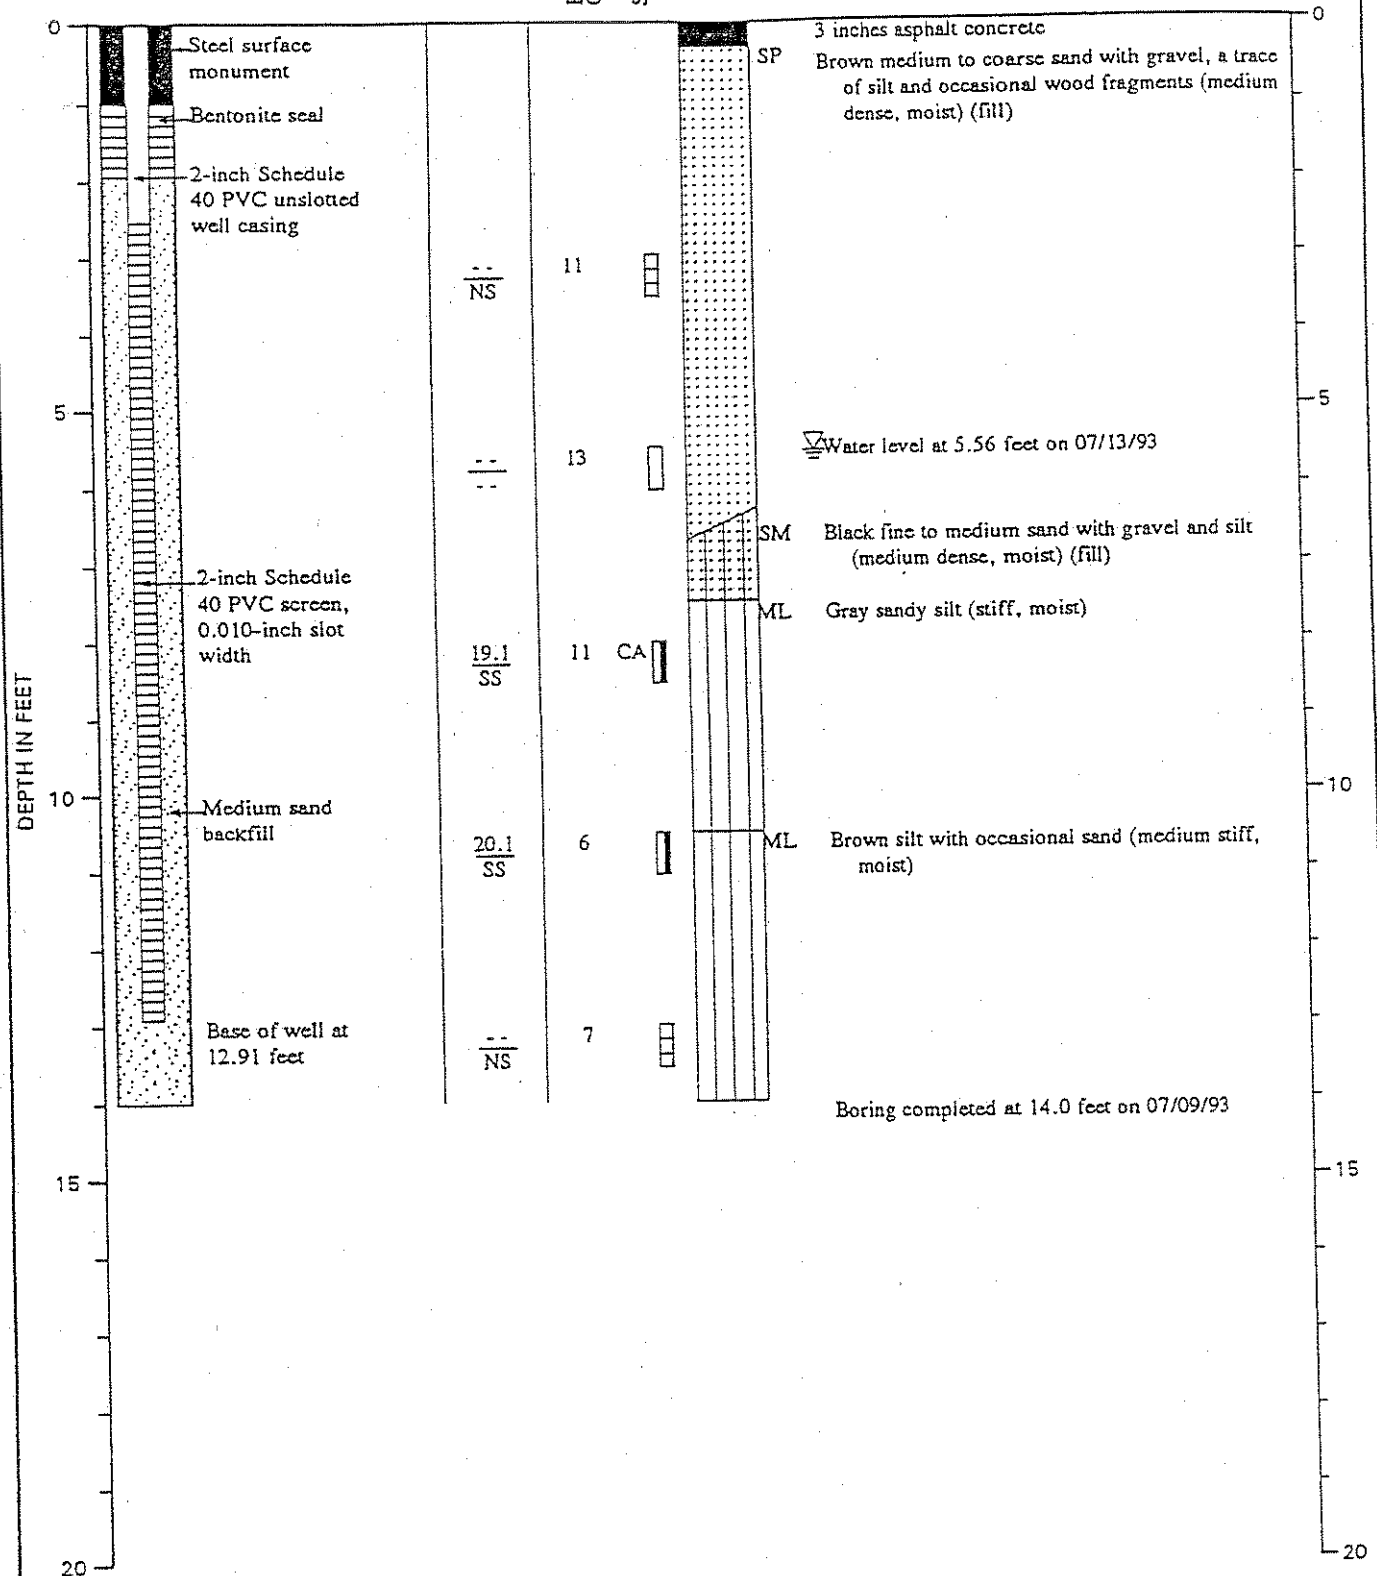 0
Steel surface
monument
Bentonite seal
2-inch Schedule
40 PVC unslotted
well casing
5
2-inch Schedule
40 PVC screen,
0.010-inch slot
width
DEPTH IN FEET
10
Medium sand
backfill
Base of well at
12.91 feet
15
20
--
NS
11
--
--
13
19.1
SS
11
CA
20.1
SS
6
--
NS
7
3 inches asphalt concrete
SP
Brown medium to coarse sand with gravel, a trace
of silt and occasional wood fragments (medium
dense, moist) (fill)
Water level at 5.56 feet on 07/13/93
SM
Black fine to medium sand with gravel and silt
(medium dense, moist) (fill)
ML
Gray sandy silt (stiff, moist)
ML
Brown silt with occasional sand (medium stiff,
moist)
Boring completed at 14.0 feet on 07/09/93
0
5
10
15
20